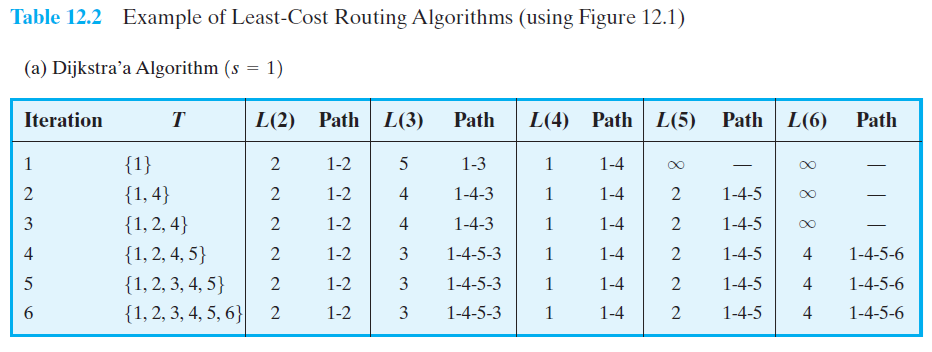 Table 12.2 Example of Least-Cost Routing Algorithms (using Figure 12.1)
(a) Dijkstra'a Algorithm (s = 1)
Iteration T L(2) Path L(3) Path L(4) Path L(5) Path L(6) Path
1 {1} 2 1-2 5 1-3 1 1-4 ∞ — ∞ —
2 {1, 4} 2 1-2 4 1-4-3 1 1-4 2 1-4-5 ∞ —
3 {1, 2, 4} 2 1-2 4 1-4-3 1 1-4 2 1-4-5 ∞ —
4 {1, 2, 4, 5} 2 1-2 3 1-4-5-3 1 1-4 2 1-4-5 4 1-4-5-6
5 {1, 2, 3, 4, 5} 2 1-2 3 1-4-5-3 1 1-4 2 1-4-5 4 1-4-5-6
6 {1, 2, 3, 4, 5, 6} 2 1-2 3 1-4-5-3 1 1-4 2 1-4-5 4 1-4-5-6